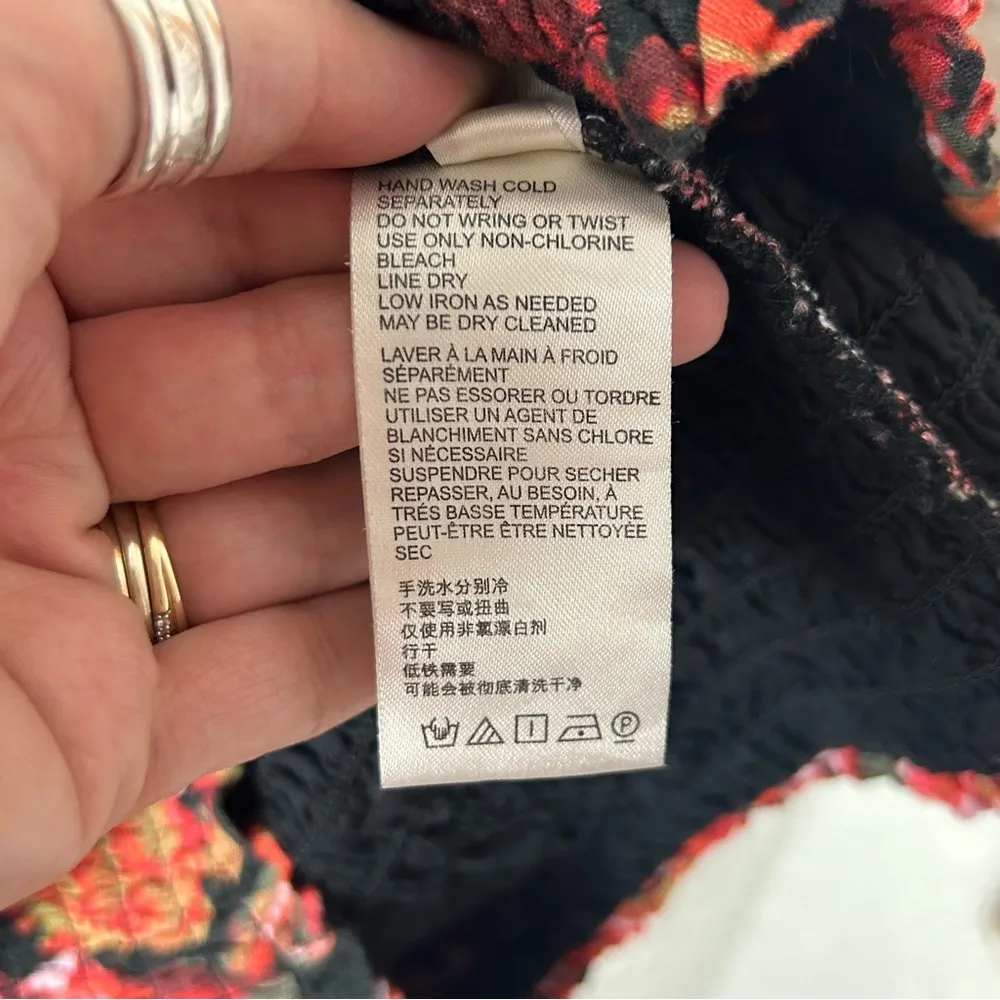 HAND WASH COLD
SEPARATELY
DO NOT WRING OR TWIST
USE ONLY NON-CHLORINE
BLEACH
LINE DRY
LOW IRON AS NEEDED
MAY BE DRY CLEANED
LAVER À LA MAIN À FROID
SÉPARÉMENT
NE PAS ESSORER OU TORDRE
UTILISER UN AGENT DE
BLANCHIMENT SANS CHLORE
SI NÉCESSAIRE
SUSPENDRE POUR SECHER
REPASSER, AU BESOIN, À
TRÉS BASSE TEMPÉRATURE
PEUT-ÊTRE ÊTRE NETTOYÉE
SEC
手洗水分别冷
不要写或扭曲
仅使用非氯漂白剂
行干
低铁需要
可能会被彻底清洗干净
P